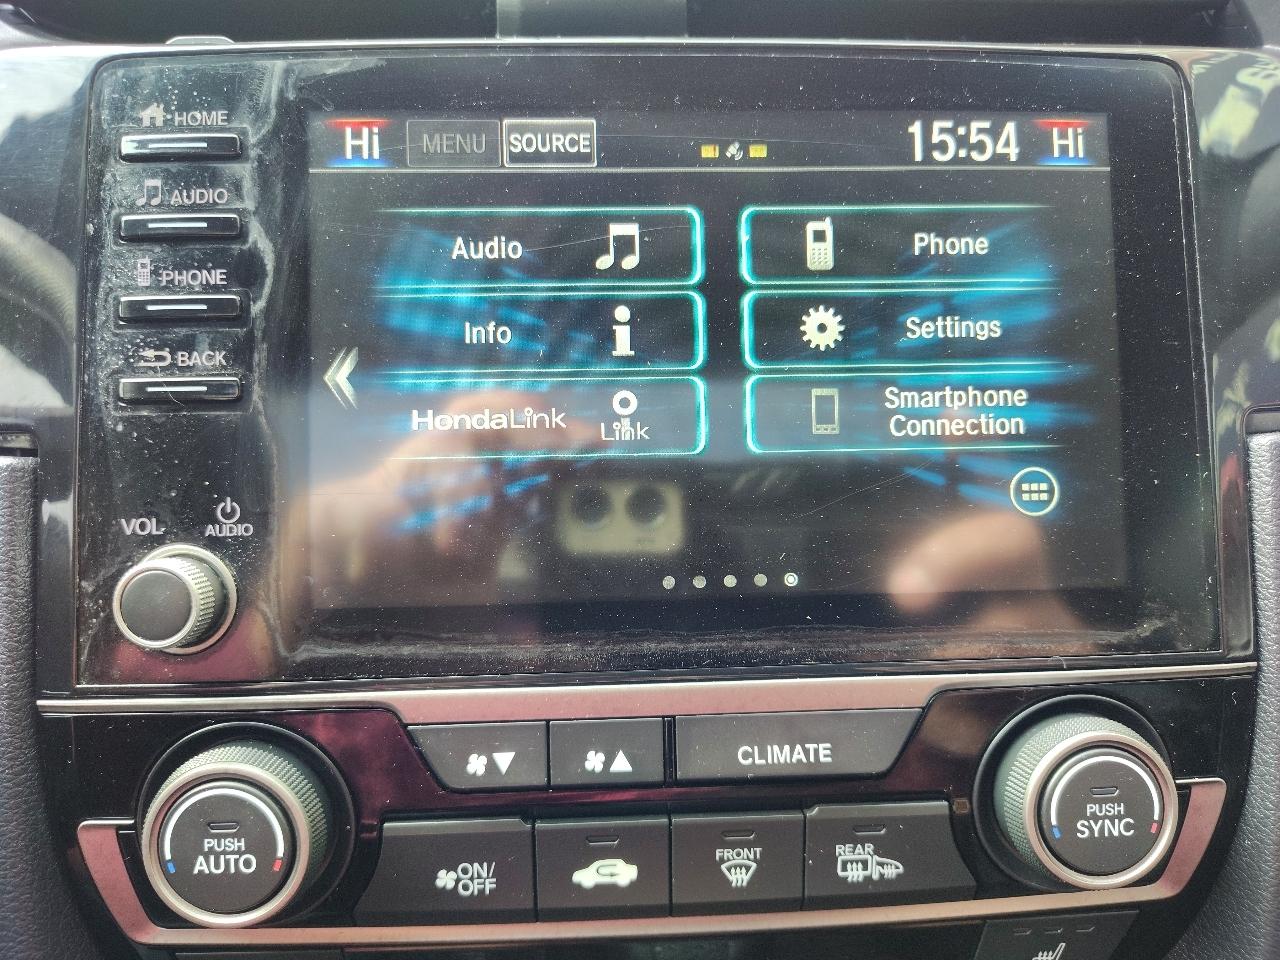 HOME
AUDIO
PHONE
BACK
VOL
AUDIO
Hi MENU SOURCE 15:54 Hi
Audio
Phone
Info
Settings
HondaLink
Link
Smartphone
Connection
CLIMATE
PUSH
AUTO
ON/
OFF
FRONT
REAR
PUSH
SYNC